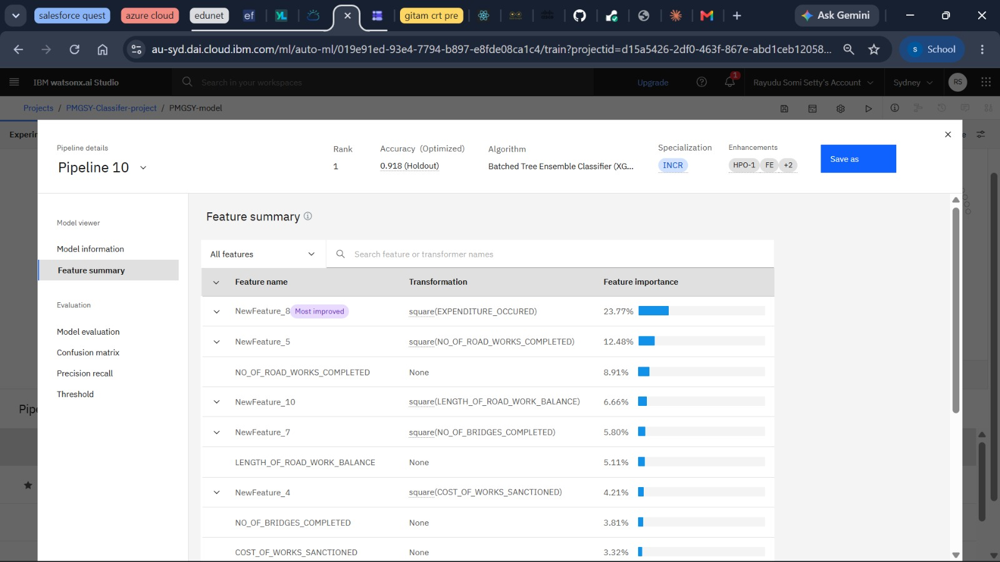 salesforce quest azure cloud edunet ef YL gitam crt pre Ask Gemini
au-syd.dai.cloud.ibm.com/ml/auto-ml/019e91ed-93e4-7794-b897-e8fde08ca1c4/train?projectid=d15a5426-2df0-463f-867e-abd1ceb12058... S School
IBM watsonx.ai Studio Search in your workspaces Upgrade 1 Rayudu Somi Setty's Account Sydney RS
Projects / PMGSY-Classifer-project / PMGSY-model
Pipeline details
Pipeline 10
Rank
1
Accuracy (Optimized)
0.918 (Holdout)
Algorithm
Batched Tree Ensemble Classifier (XG...
Specialization
INCR
Enhancements
HPO-1 FE +2
Save as
Model viewer
Model information
Feature summary
Evaluation
Model evaluation
Confusion matrix
Precision recall
Threshold
Feature summary
All features Search feature or transformer names
Feature name Transformation Feature importance
NewFeature_8 Most improved square(EXPENDITURE_OCCURED) 23.77%
NewFeature_5 square(NO_OF_ROAD_WORKS_COMPLETED) 12.48%
NO_OF_ROAD_WORKS_COMPLETED None 8.91%
NewFeature_10 square(LENGTH_OF_ROAD_WORK_BALANCE) 6.66%
NewFeature_7 square(NO_OF_BRIDGES_COMPLETED) 5.80%
LENGTH_OF_ROAD_WORK_BALANCE None 5.11%
NewFeature_4 square(COST_OF_WORKS_SANCTIONED) 4.21%
NO_OF_BRIDGES_COMPLETED None 3.81%
COST_OF_WORKS_SANCTIONED None 3.32%